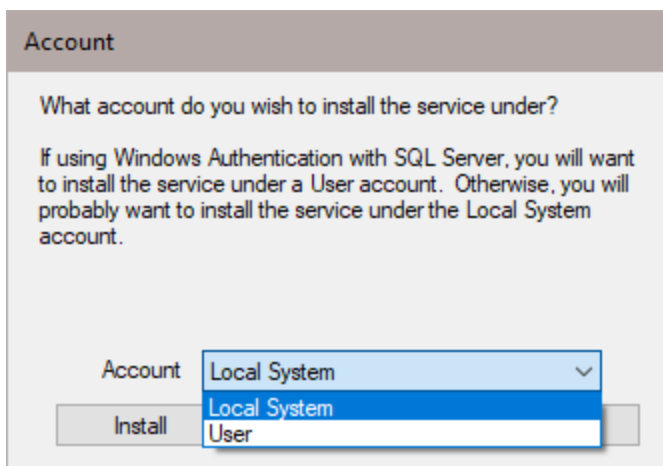 Account
What account do you wish to install the service under?
If using Windows Authentication with SQL Server, you will want
to install the service under a User account.  Otherwise, you will
probably want to install the service under the Local System
account.
Account Local System
Local System
Install User